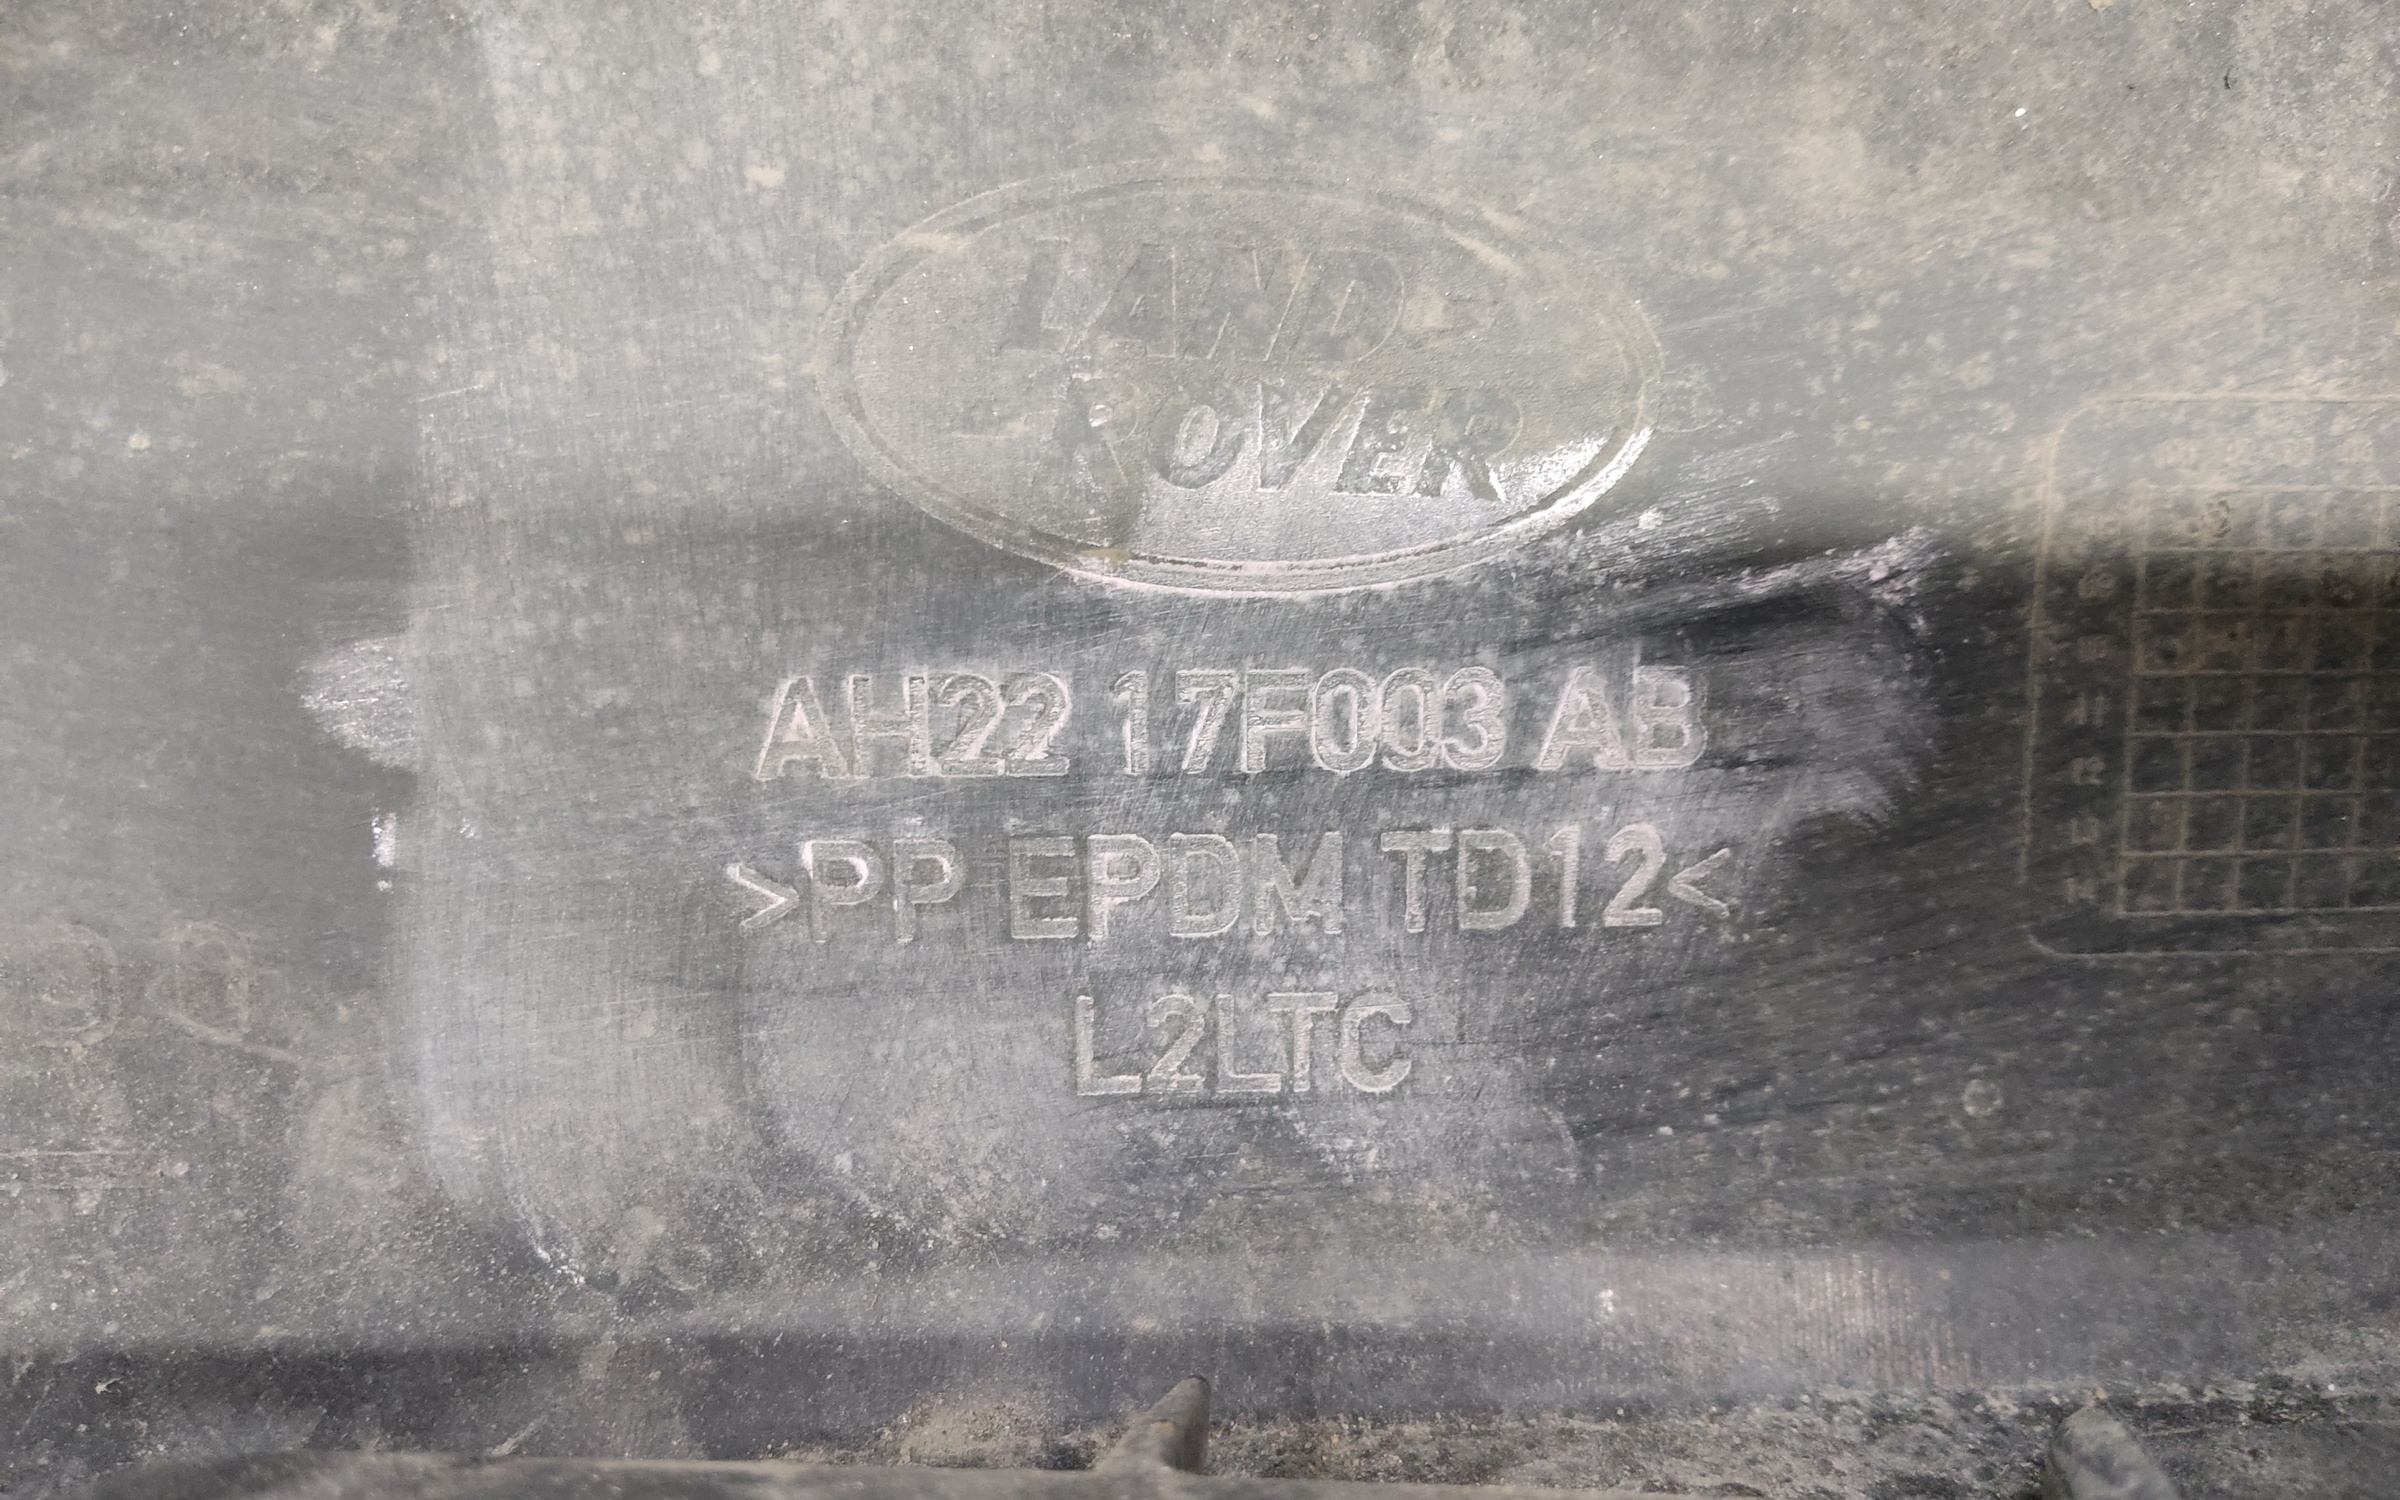 LAND
ROVER
AH22 17F003 AB
>PP EPDM TD12<
L2LTC